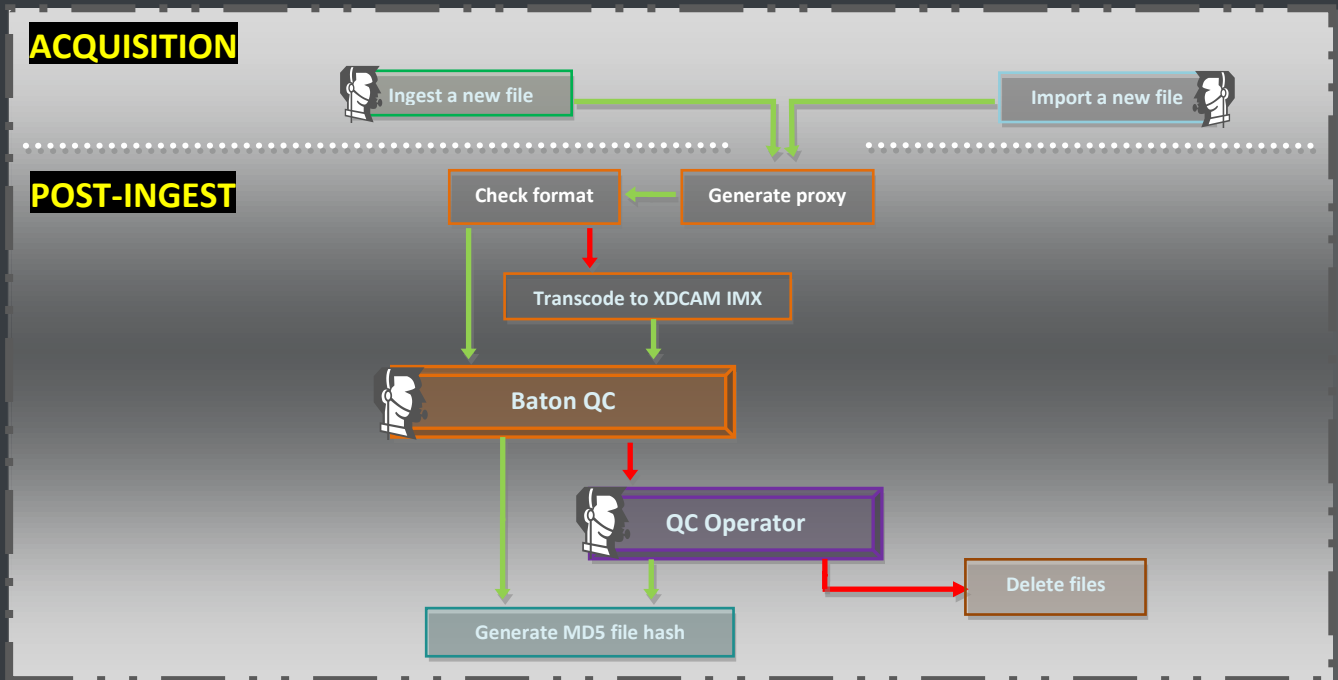 ACQUISITION
Ingest a new file
Import a new file
POST-INGEST
Check format
Generate proxy
Transcode to XDCAM IMX
Baton QC
QC Operator
Delete files
Generate MD5 file hash